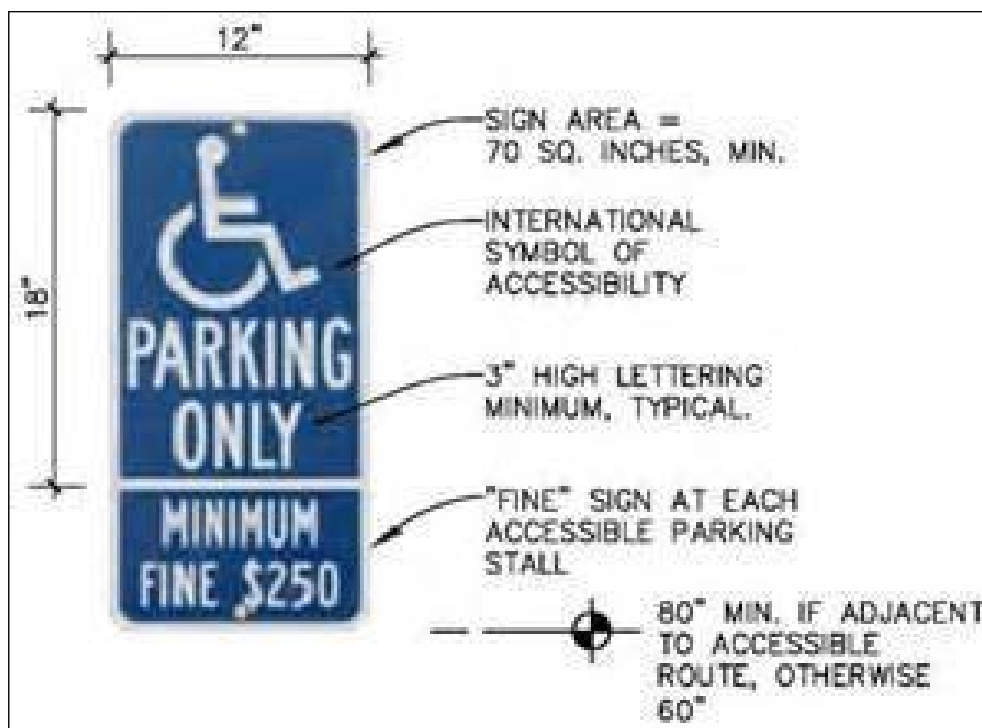 12"
18"
PARKING
ONLY
MINIMUM
FINE $250
SIGN AREA =
70 SQ. INCHES, MIN.
INTERNATIONAL
SYMBOL OF
ACCESSIBILITY
3" HIGH LETTERING
MINIMUM, TYPICAL.
"FINE" SIGN AT EACH
ACCESSIBLE PARKING
STALL
80" MIN. IF ADJACENT
TO ACCESSIBLE
ROUTE, OTHERWISE
60"